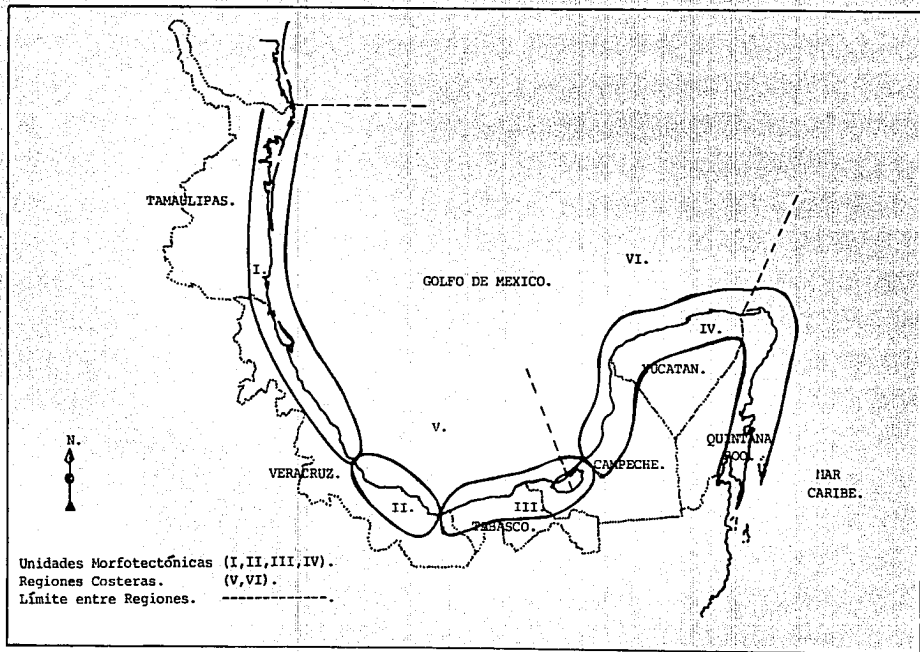 TAMAULIPAS.
I.
GOLFO DE MEXICO.
VI.
IV.
YUCATAN.
V.
QUINTANA
ROO.
N.
VERACRUZ.
CAMPECHE.
MAR
CARIBE.
II.
III.
TABASCO.
Unidades Morfotectónicas (I,II,III,IV).
Regiones Costeras. (V,VI).
Límite entre Regiones. -------------.